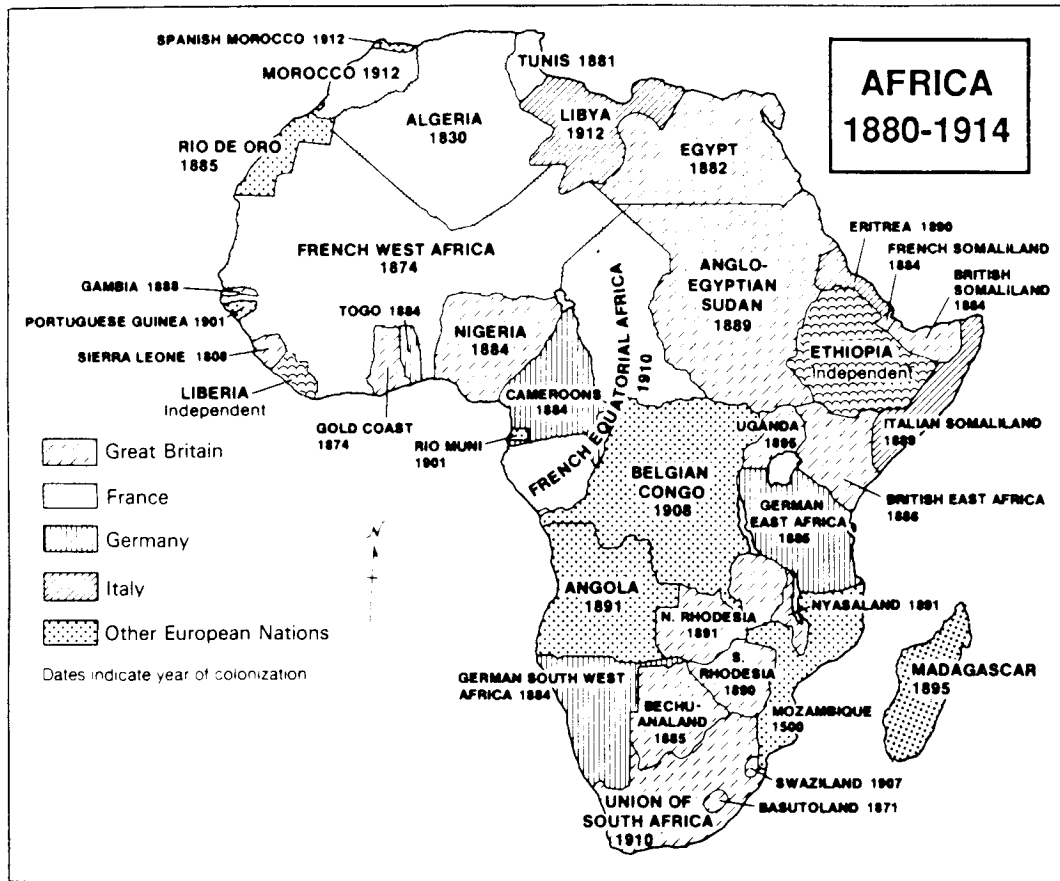 AFRICA
1880-1914
SPANISH MOROCCO 1912
MOROCCO 1912
TUNIS 1881
ALGERIA
1830
LIBYA
1912
EGYPT
1882
RIO DE ORO
1885
FRENCH WEST AFRICA
1874
ANGLO-
EGYPTIAN
SUDAN
1889
ERITREA 1890
FRENCH SOMALILAND
1884
BRITISH
SOMALILAND
1884
GAMBIA 1888
PORTUGUESE GUINEA 1901
TOGO 1884
NIGERIA
1884
SIERRA LEONE 1808
LIBERIA
Independent
ETHIOPIA
Independent
CAMEROONS
1884
FRENCH EQUATORIAL AFRICA
1910
GOLD COAST
1874
RIO MUNI
1901
UGANDA
1895
ITALIAN SOMALILAND
1889
BELGIAN
CONGO
1908
BRITISH EAST AFRICA
1886
GERMAN
EAST AFRICA
1885
Great Britain
France
Germany
Italy
Other European Nations
Dates indicate year of colonization
N
ANGOLA
1891
N. RHODESIA
1891
NYASALAND 1891
S.
RHODESIA
1890
MADAGASCAR
1895
GERMAN SOUTH WEST
AFRICA 1884
BECHU-
ANALAND
1885
MOZAMBIQUE
1500
SWAZILAND 1907
BASUTOLAND 1871
UNION OF
SOUTH AFRICA
1910